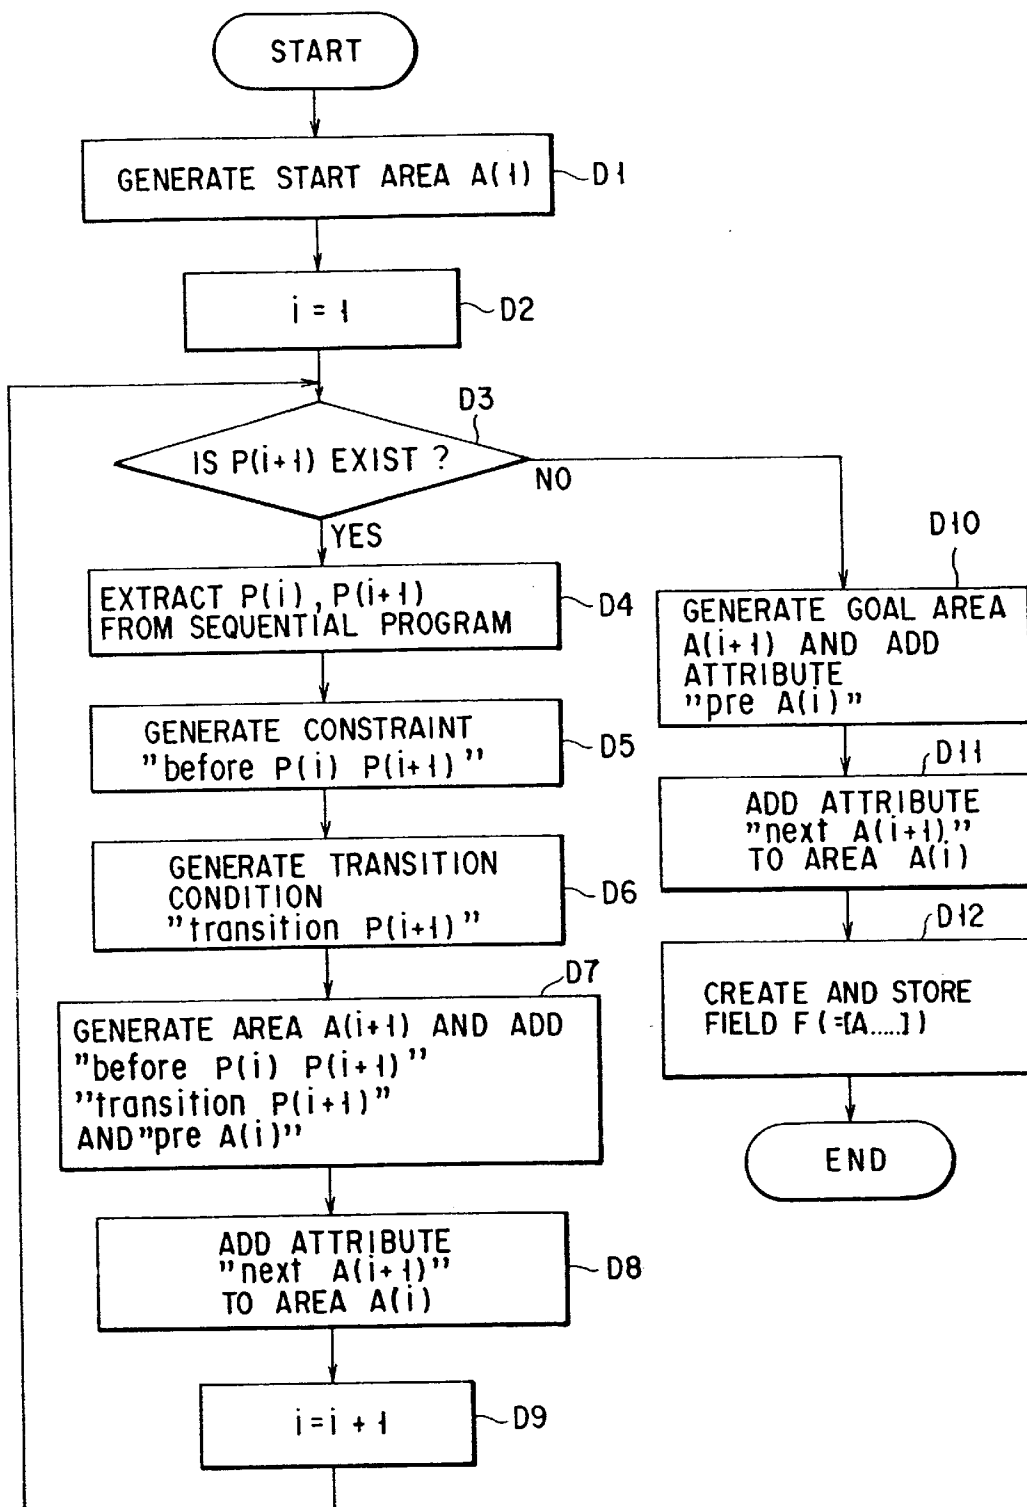 START
GENERATE START AREA A(1)
D1
i = 1
D2
D3
IS P(i+1) EXIST ?
NO
YES
EXTRACT P(i), P(i+1)
FROM SEQUENTIAL PROGRAM
D4
GENERATE CONSTRAINT
"before P(i) P(i+1)"
D5
GENERATE TRANSITION
CONDITION
"transition P(i+1)"
D6
D7
GENERATE AREA A(i+1) AND ADD
"before P(i) P(i+1)"
"transition P(i+1)"
AND "pre A(i)"
ADD ATTRIBUTE
"next A(i+1)"
TO AREA A(i)
D8
i = i + 1
D9
D10
GENERATE GOAL AREA
A(i+1) AND ADD
ATTRIBUTE
"pre A(i)"
D11
ADD ATTRIBUTE
"next A(i+1)"
TO AREA A(i)
D12
CREATE AND STORE
FIELD F (=[A.....])
END